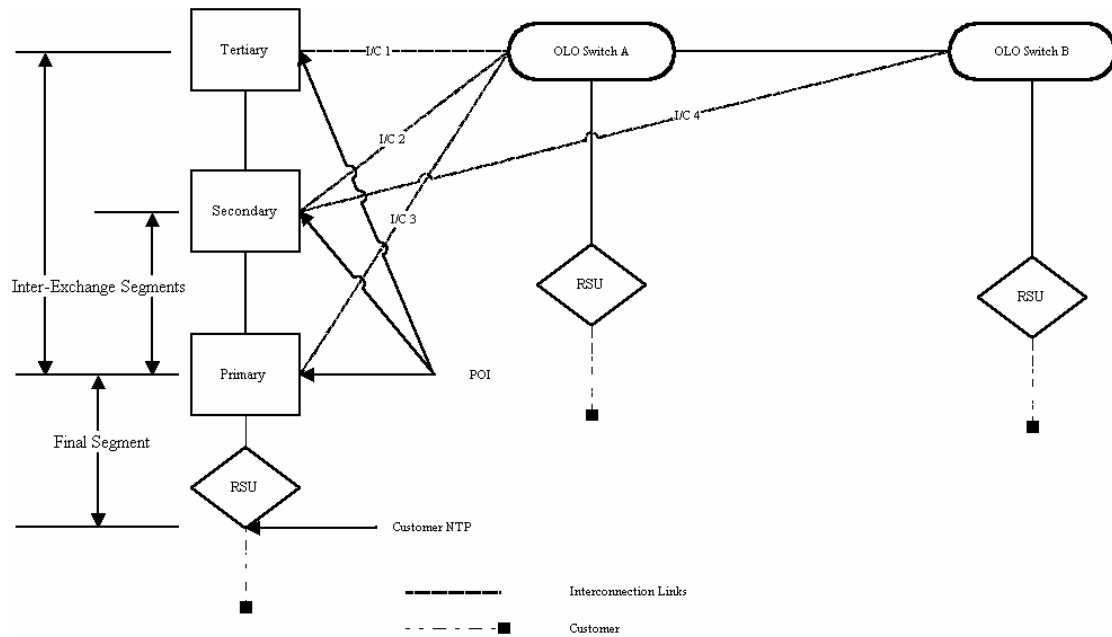 Tertiary
I/C 1
OLO Switch A
OLO Switch B
I/C 4
I/C 2
Secondary
I/C 3
Inter-Exchange Segments
RSU
RSU
Primary
POI
Final Segment
RSU
Customer NTP
Interconnection Links
Customer